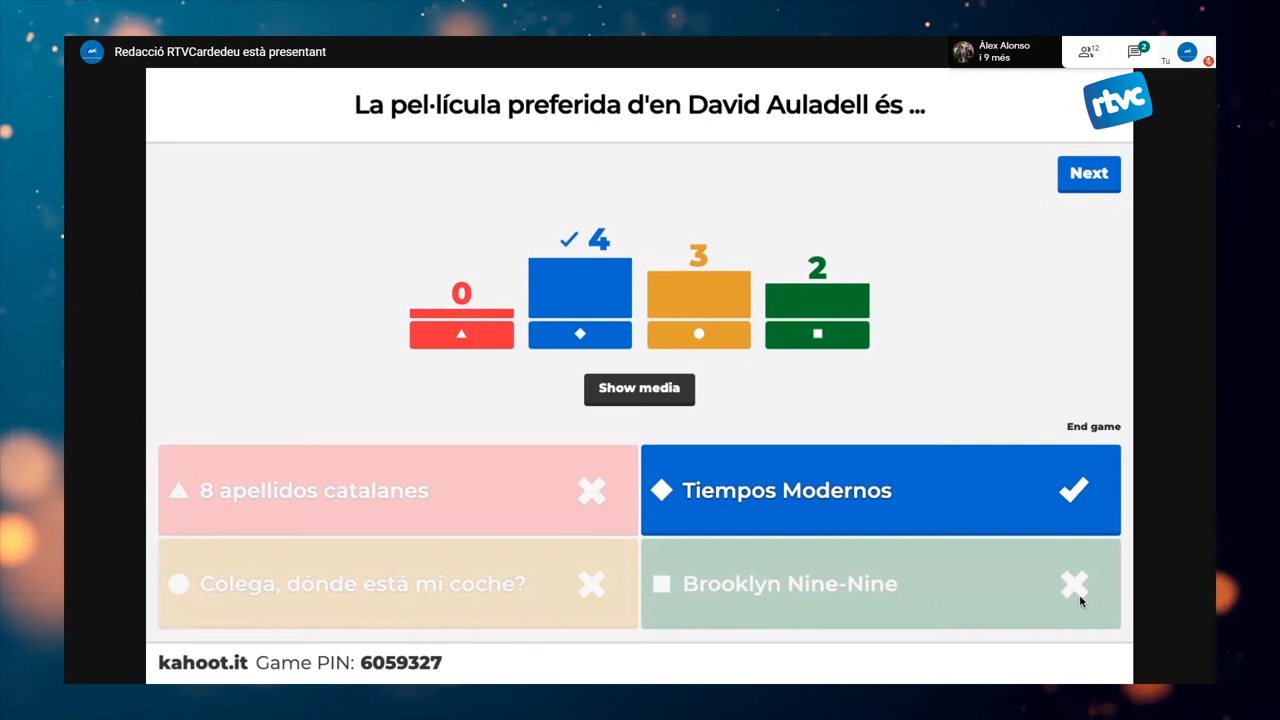 Redacció RTVCardedeu està presentant
Àlex Alonso
i 9 més
12
2
Tu
rtvc
La pel·lícula preferida d'en David Auladell és ...
Next
0
4
3
2
Show media
End game
8 apellidos catalanes
Tiempos Modernos
Colega, dónde está mi coche?
Brooklyn Nine-Nine
kahoot.it Game PIN: 6059327